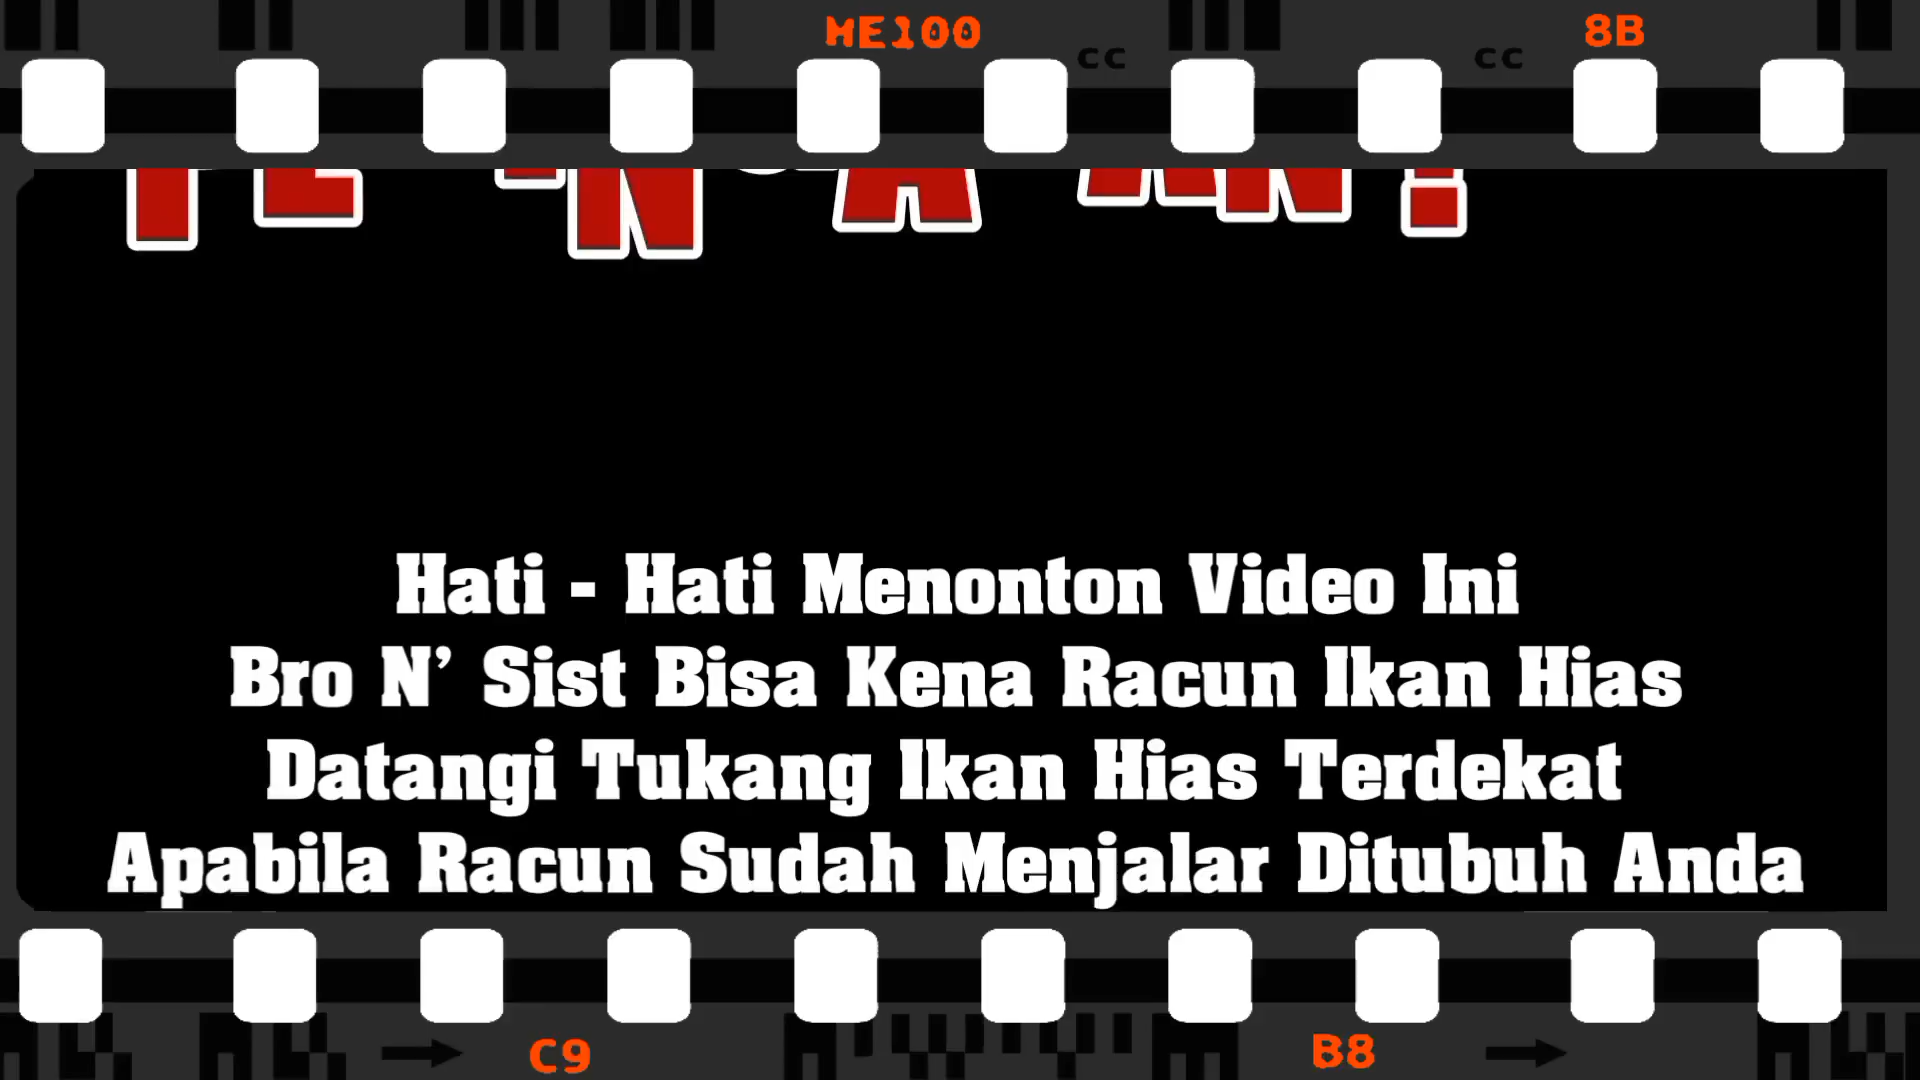 ME100 8B
cc cc
Hati - Hati Menonton Video Ini
Bro N’ Sist Bisa Kena Racun Ikan Hias
Datangi Tukang Ikan Hias Terdekat
Apabila Racun Sudah Menjalar Ditubuh Anda
C9 B8